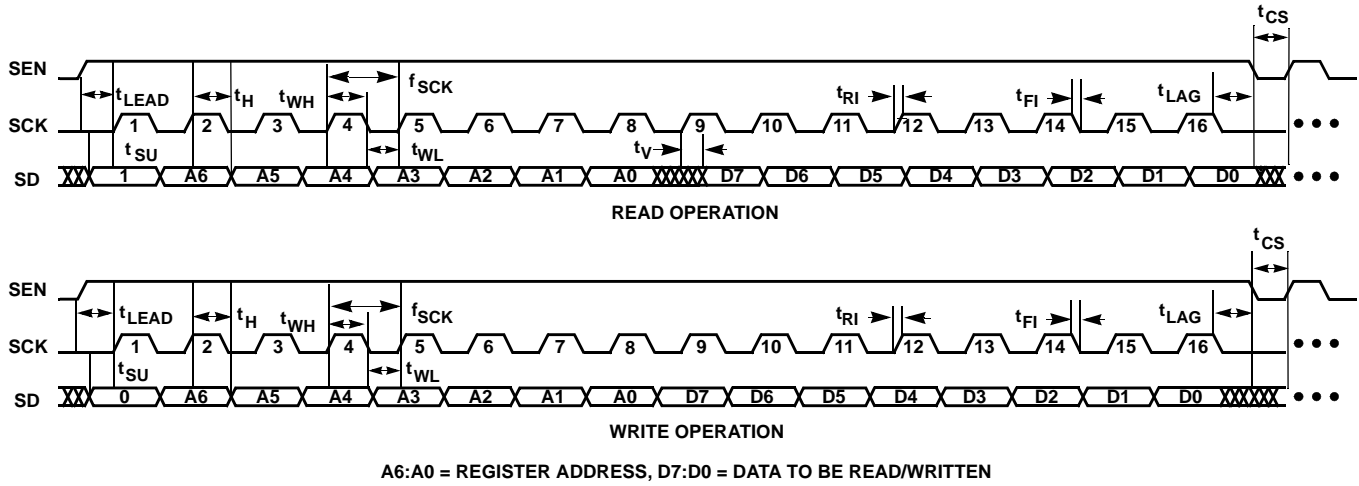 tCS
SEN
tLEAD tH tWH fSCK tRI tFI tLAG
SCK 1 2 3 4 5 6 7 8 9 10 11 12 13 14 15 16
tSU tWL tV
SD 1 A6 A5 A4 A3 A2 A1 A0 D7 D6 D5 D4 D3 D2 D1 D0
READ OPERATION
tCS
SEN
tLEAD tH tWH fSCK tRI tFI tLAG
SCK 1 2 3 4 5 6 7 8 9 10 11 12 13 14 15 16
tSU tWL
SD 0 A6 A5 A4 A3 A2 A1 A0 D7 D6 D5 D4 D3 D2 D1 D0
WRITE OPERATION
A6:A0 = REGISTER ADDRESS, D7:D0 = DATA TO BE READ/WRITTEN